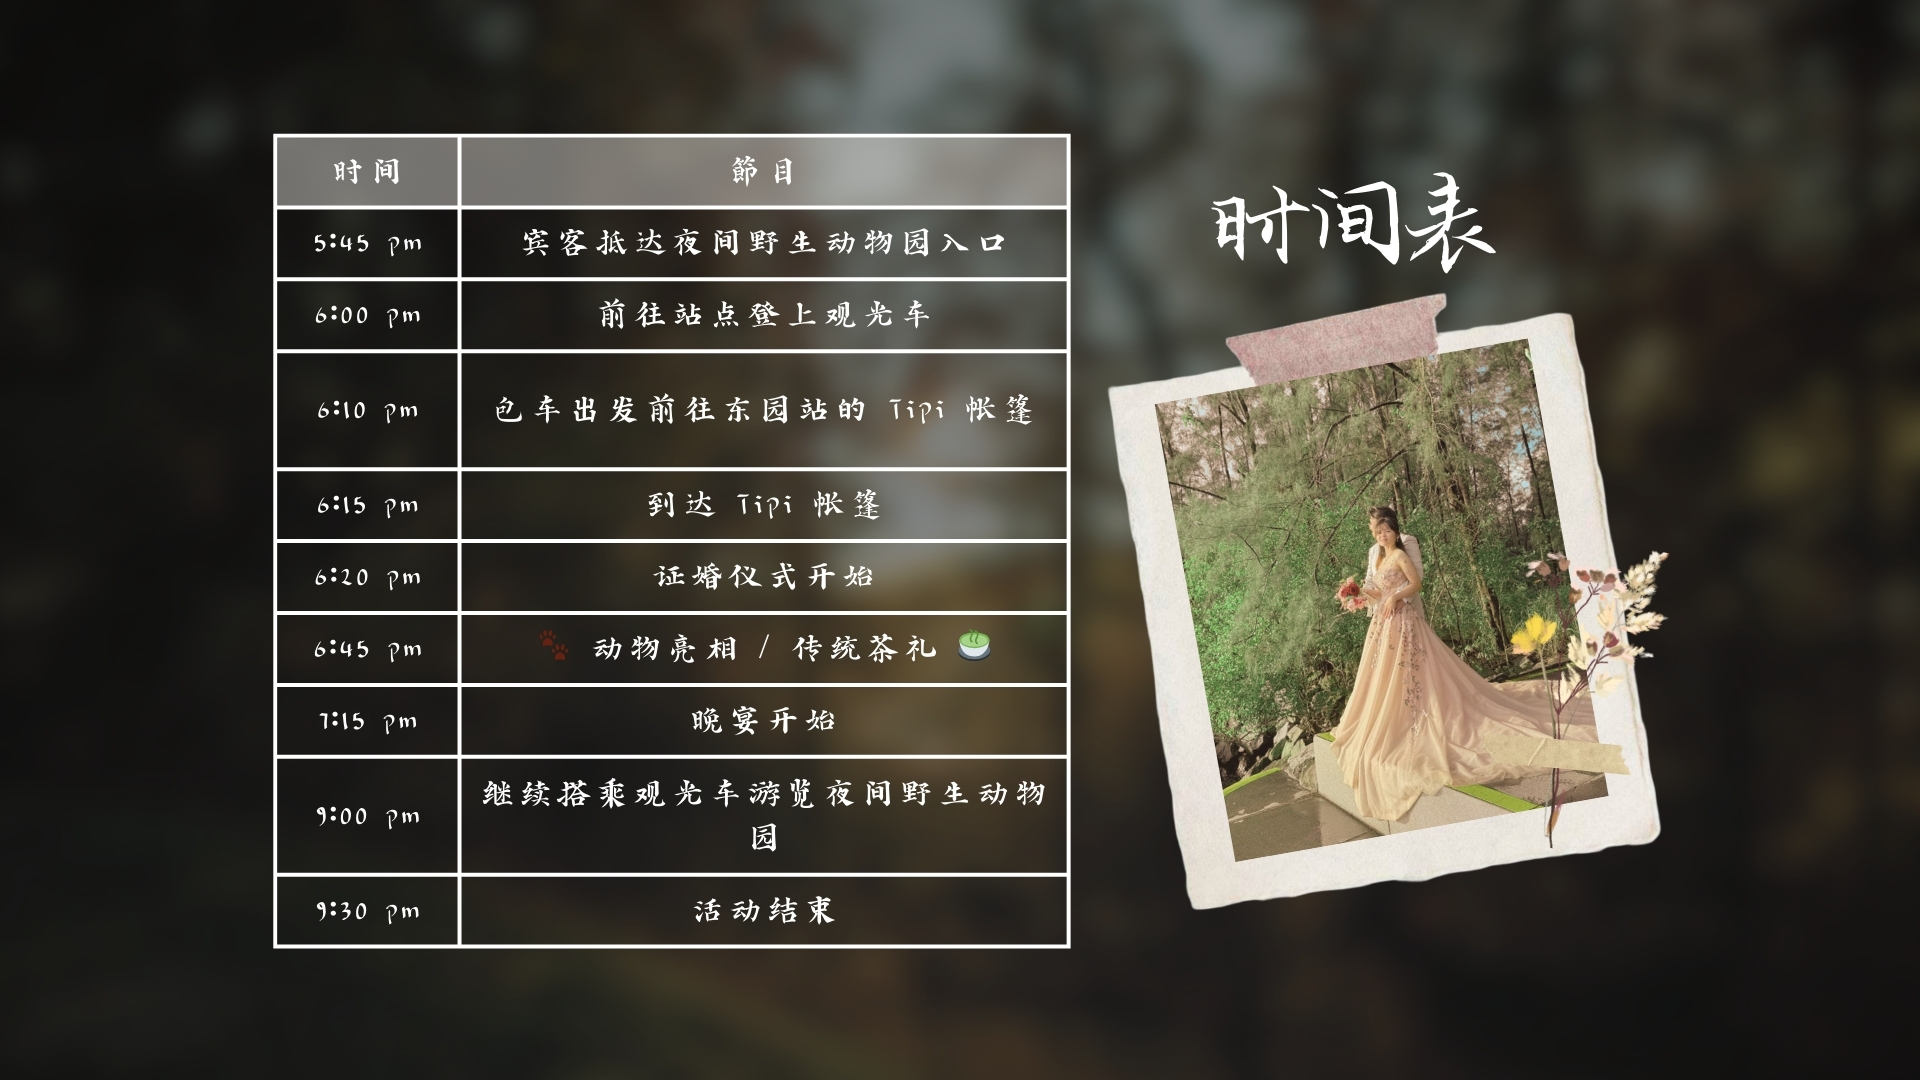 时间表
时间 節目
5:45 pm 宾客抵达夜间野生动物园入口
6:00 pm 前往站点登上观光车
6:10 pm 包车出发前往东园站的 Tipi 帐篷
6:15 pm 到达 Tipi 帐篷
6:20 pm 证婚仪式开始
6:45 pm 🐾 动物亮相 / 传统茶礼 🍵
7:15 pm 晚宴开始
9:00 pm 继续搭乘观光车游览夜间野生动物
园
9:30 pm 活动结束